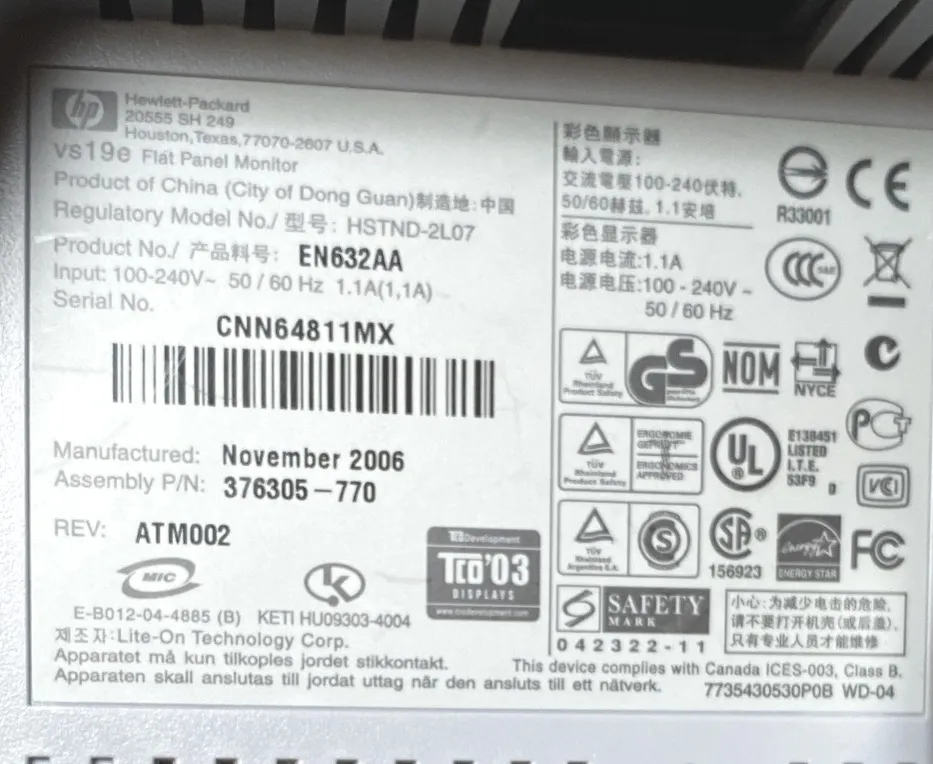 hp
Hewlett-Packard
20555 SH 249
Houston,Texas,77070-2607 U.S.A.
vs19e Flat Panel Monitor
Product of China (City of Dong Guan)制造地:中国
Regulatory Model No./ 型号: HSTND-2L07
Product No./ 产品料号: EN632AA
Input: 100-240V~ 50/60 Hz 1.1A(1,1A)
Serial No.
CNN64811MX
Manufactured: November 2006
Assembly P/N: 376305-770
REV: ATM002
MIC
K
TCO Development
TCO'03
DISPLAYS
www.tcodevelopment.com
E-B012-04-4885 (B) KETI HU09303-4004
제조자:Lite-On Technology Corp.
Apparatet må kun tilkoples jordet stikkontakt.
Apparaten skall anslutas till jordat uttag när den ansluts till ett nätverk.
彩色顯示器
輸入電源:
交流電壓100-240伏特,
50/60赫茲, 1.1安培
彩色显示器
电源电流:1.1A
电源电压:100-240V~
50/60 Hz
R33001
CE
CCC S&E
TÜV
Rheinland
Product Safety
GS
NOM
NYCE
TÜV
Rheinland
Product Safety
ERGONOMIE
GEPRÜFT
ERGONOMICS
APPROVED
UL
®
E138451
LISTED
I.T.E.
53F9 D
PCT
VCI
TÜV
Rheinland
Argentina S.A.
S
SA ®
156923
energy
ENERGY STAR
FC
SAFETY
MARK
042322-11
小心:为减少电击的危险,
请不要打开机壳(或后盖),
只有专业人员才能维修
This device complies with Canada ICES-003, Class B.
7735430530P0B WD-04